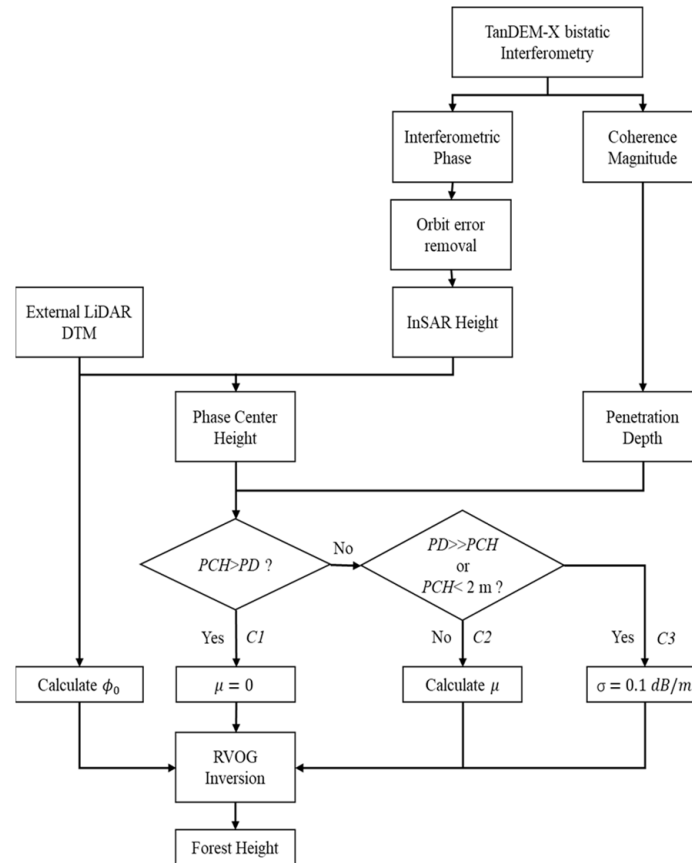 TanDEM-X bistatic
Interferometry
Interferometric
Phase
Coherence
Magnitude
Orbit error
removal
External LiDAR
DTM
InSAR Height
Phase Center
Height
Penetration
Depth
PCH>PD ?
No
PD>>PCH
or
PCH< 2 m ?
Yes C1
No C2
Yes C3
Calculate ϕ₀
μ = 0
Calculate μ
σ = 0.1 dB/m
RVOG
Inversion
Forest Height